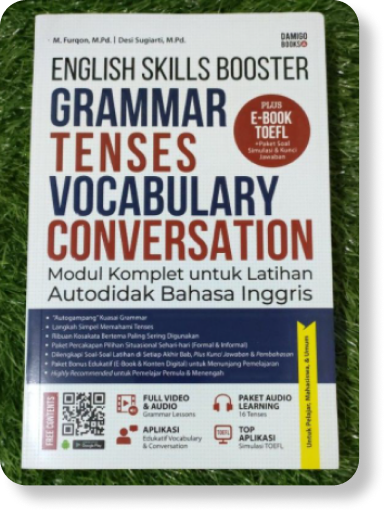 M. Furqon, M.Pd. | Desi Sugiarti, M.Pd.
DAMIGO
BOOKS
ENGLISH SKILLS BOOSTER
GRAMMAR
TENSES
VOCABULARY
CONVERSATION
PLUS
E-BOOK
TOEFL
+Paket Soal
Simulasi & Kunci
Jawaban
Modul Komplet untuk Latihan
Autodidak Bahasa Inggris
• "Autogampang" Kuasai Grammar
• Langkah Simpel Memahami Tenses
• Ribuan Kosakata Bertema Paling Sering Digunakan
• Paket Percakapan Pilihan Situasional Sehari-hari (Formal & Informal)
• Dilengkapi Soal-Soal Latihan di Setiap Akhir Bab, Plus Kunci Jawaban & Pembahasan
• Paket Bonus Edukatif (E-Book & Konten Digital) untuk Menunjang Pemelajaran
• Highly Recommended untuk Pemelajar Pemula & Menengah
Untuk Pelajar, Mahasiswa, & Umum
FREE CONTENTS
Google Play
FULL VIDEO
& AUDIO
Grammar Lessons
PAKET AUDIO
LEARNING
16 Tenses
APLIKASI
Edukatif Vocabulary
& Conversation
TOEFL
TOP
APLIKASI
Simulasi TOEFL